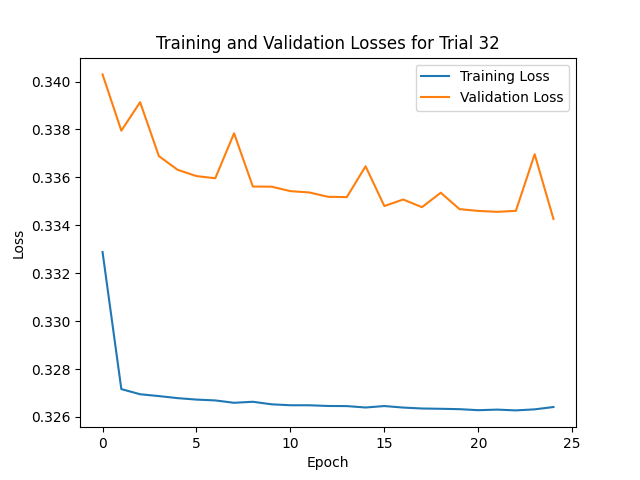 Training and Validation Losses for Trial 32
Training Loss
Validation Loss
0.340
0.338
0.336
0.334
0.332
0.330
0.328
0.326
Loss
0 5 10 15 20 25
Epoch